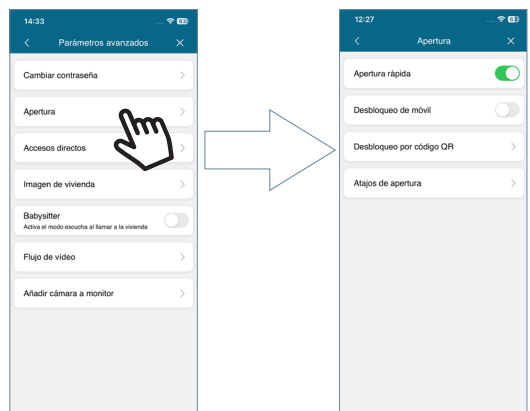 14:33
Parámetros avanzados
Cambiar contraseña
Apertura
Accesos directos
Imagen de vivienda
Babysitter
Activa el modo escucha al llamar a la vivienda
Flujo de video
Añadir cámara a monitor
12:27
Apertura
Apertura rápida
Desbloqueo de móvil
Desbloqueo por código QR
Atajos de apertura